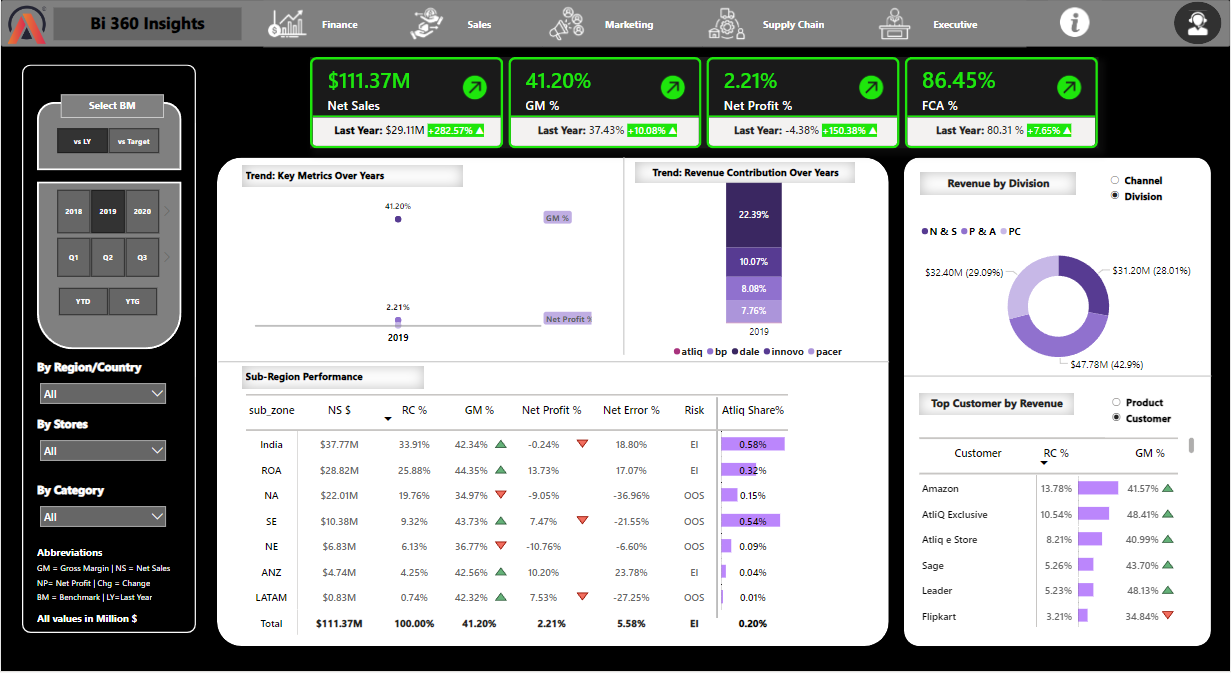 Bi 360 Insights
Finance
Sales
Marketing
Supply Chain
Executive
i
Select BM
vs LY
vs Target
2018
2019
2020
Q1
Q2
Q3
YTD
YTG
By Region/Country
All
By Stores
All
By Category
All
Abbreviations
GM = Gross Margin | NS = Net Sales
NP= Net Profit | Chg = Change
BM = Benchmark | LY=Last Year
All values in Million $
$111.37M
Net Sales
Last Year: $29.11M +282.57% ▲
41.20%
GM %
Last Year: 37.43% +10.08% ▲
2.21%
Net Profit %
Last Year: -4.38% +150.38% ▲
86.45%
FCA %
Last Year: 80.31 % +7.65% ▲
Trend: Key Metrics Over Years
41.20%
GM %
2.21%
Net Profit %
2019
Trend: Revenue Contribution Over Years
22.39%
10.07%
8.08%
7.76%
2019
atliq bp dale innovo pacer
Sub-Region Performance
sub_zone NS $ RC % GM % Net Profit % Net Error % Risk Atliq Share%
India $37.77M 33.91% 42.34% -0.24% 18.80% EI 0.58%
ROA $28.82M 25.88% 44.35% 13.73% 17.07% EI 0.32%
NA $22.01M 19.76% 34.97% -9.05% -36.96% OOS 0.15%
SE $10.38M 9.32% 43.73% 7.47% -21.55% OOS 0.54%
NE $6.83M 6.13% 36.77% -10.76% -6.60% OOS 0.09%
ANZ $4.74M 4.25% 42.56% 10.20% 23.78% EI 0.04%
LATAM $0.83M 0.74% 42.32% 7.53% -27.25% OOS 0.01%
Total $111.37M 100.00% 41.20% 2.21% 5.58% EI 0.20%
Revenue by Division
Channel
Division
N & S P & A PC
$32.40M (29.09%)
$31.20M (28.01%)
$47.78M (42.9%)
Top Customer by Revenue
Product
Customer
Customer RC % GM %
Amazon 13.78% 41.57%
AtliQ Exclusive 10.54% 48.41%
Atliq e Store 8.21% 40.99%
Sage 5.26% 43.70%
Leader 5.23% 48.13%
Flipkart 3.21% 34.84%